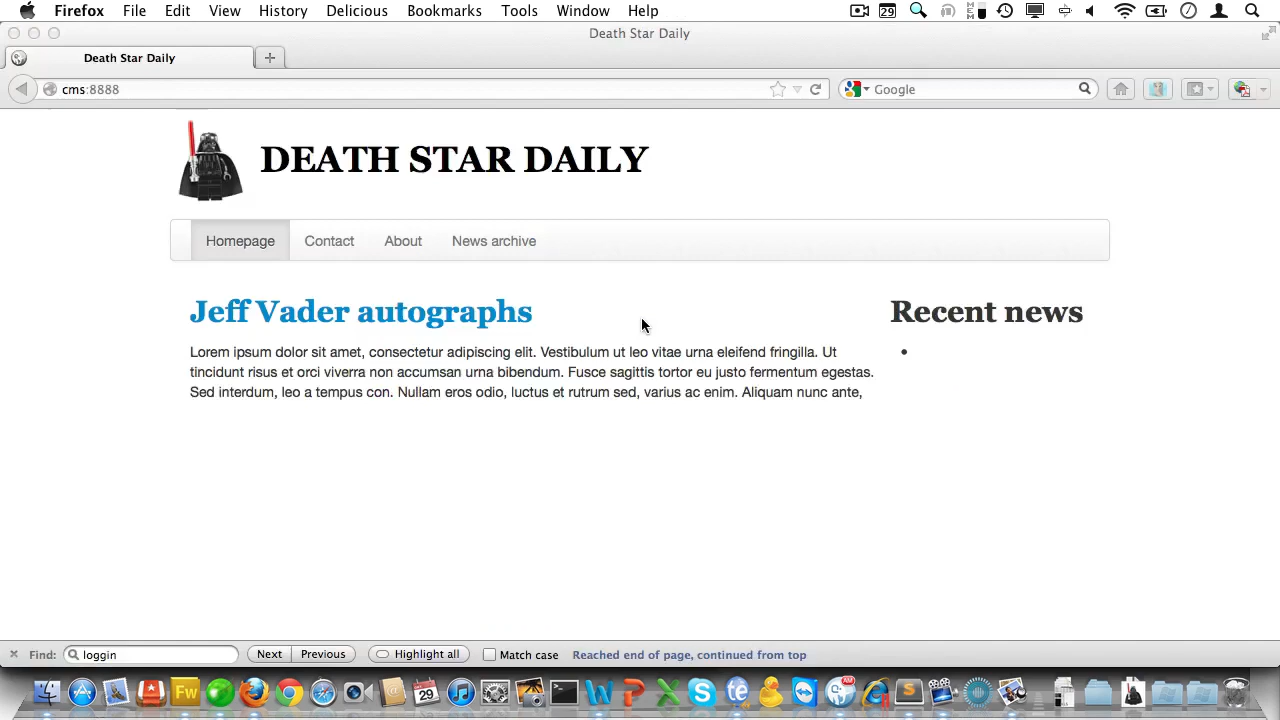 Firefox File Edit View History Delicious Bookmarks Tools Window Help
Death Star Daily
Death Star Daily
cms:8888
Google
DEATH STAR DAILY
Homepage Contact About News archive
Jeff Vader autographs
Recent news
Lorem ipsum dolor sit amet, consectetur adipiscing elit. Vestibulum ut leo vitae urna eleifend fringilla. Ut
tincidunt risus et orci viverra non accumsan urna bibendum. Fusce sagittis tortor eu justo fermentum egestas.
Sed interdum, leo a tempus con. Nullam eros odio, luctus et rutrum sed, varius ac enim. Aliquam nunc ante,
Find: loggin Next Previous Highlight all Match case Reached end of page, continued from top